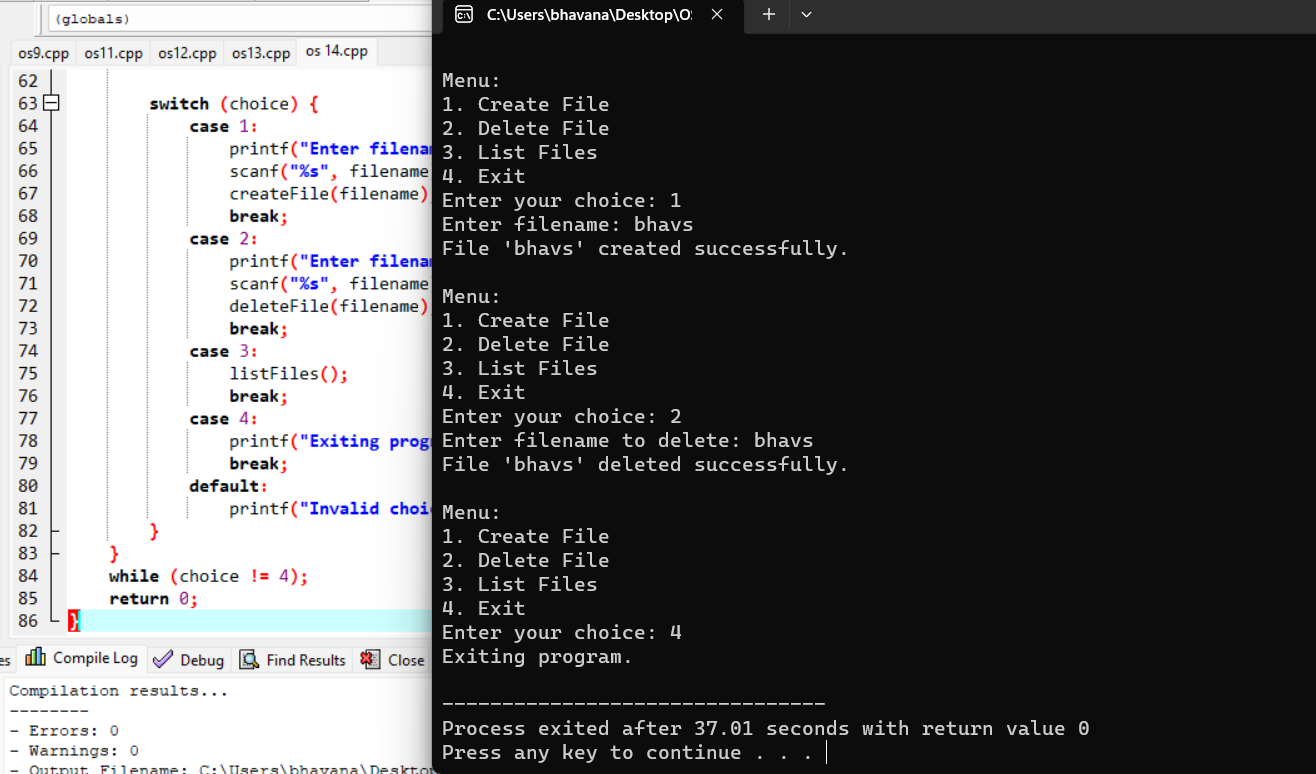 (globals)
os9.cpp os11.cpp os12.cpp os13.cpp os 14.cpp
62
63 switch (choice) {
64 case 1:
65 printf("Enter filenam
66 scanf("%s", filename
67 createFile(filename)
68 break;
69 case 2:
70 printf("Enter filenam
71 scanf("%s", filename
72 deleteFile(filename)
73 break;
74 case 3:
75 listFiles();
76 break;
77 case 4:
78 printf("Exiting progr
79 break;
80 default:
81 printf("Invalid choi
82 }
83 }
84 while (choice != 4);
85 return 0;
86 }
es Compile Log Debug Find Results Close
Compilation results...
--------
- Errors: 0
- Warnings: 0
- Output Filename: C:\Users\bhavana\Deskto
C:\Users\bhavana\Desktop\O
Menu:
1. Create File
2. Delete File
3. List Files
4. Exit
Enter your choice: 1
Enter filename: bhavs
File 'bhavs' created successfully.
Menu:
1. Create File
2. Delete File
3. List Files
4. Exit
Enter your choice: 2
Enter filename to delete: bhavs
File 'bhavs' deleted successfully.
Menu:
1. Create File
2. Delete File
3. List Files
4. Exit
Enter your choice: 4
Exiting program.
--------------------------------
Process exited after 37.01 seconds with return value 0
Press any key to continue . . .